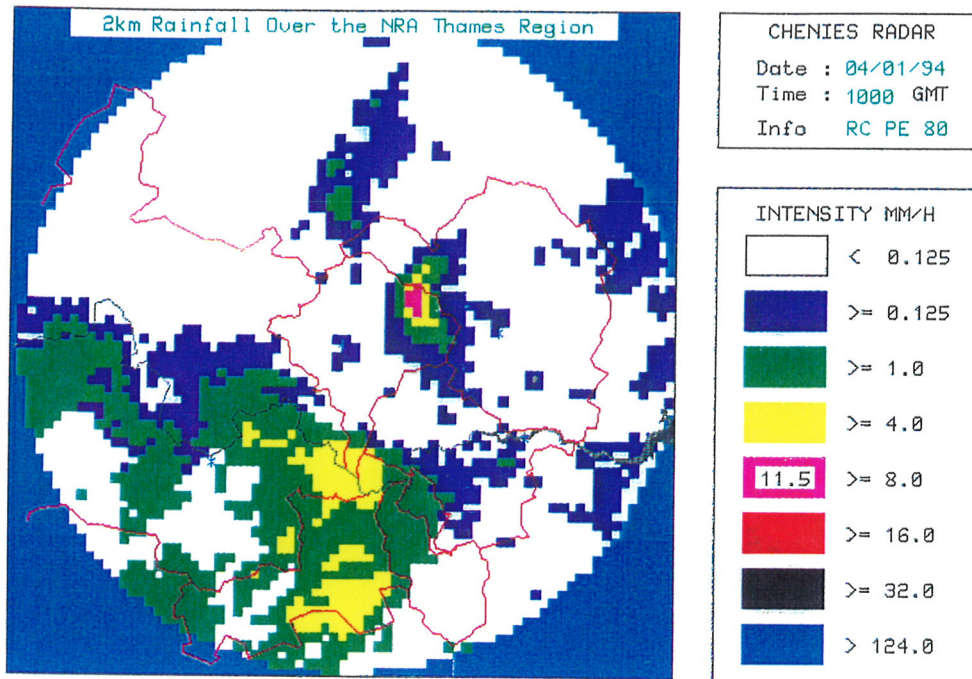 2km Rainfall Over the NRA Thames Region
CHENIES RADAR
Date : 04/01/94
Time : 1000 GMT
Info RC PE 80
INTENSITY MM/H
< 0.125
>= 0.125
>= 1.0
>= 4.0
11.5 >= 8.0
>= 16.0
>= 32.0
> 124.0